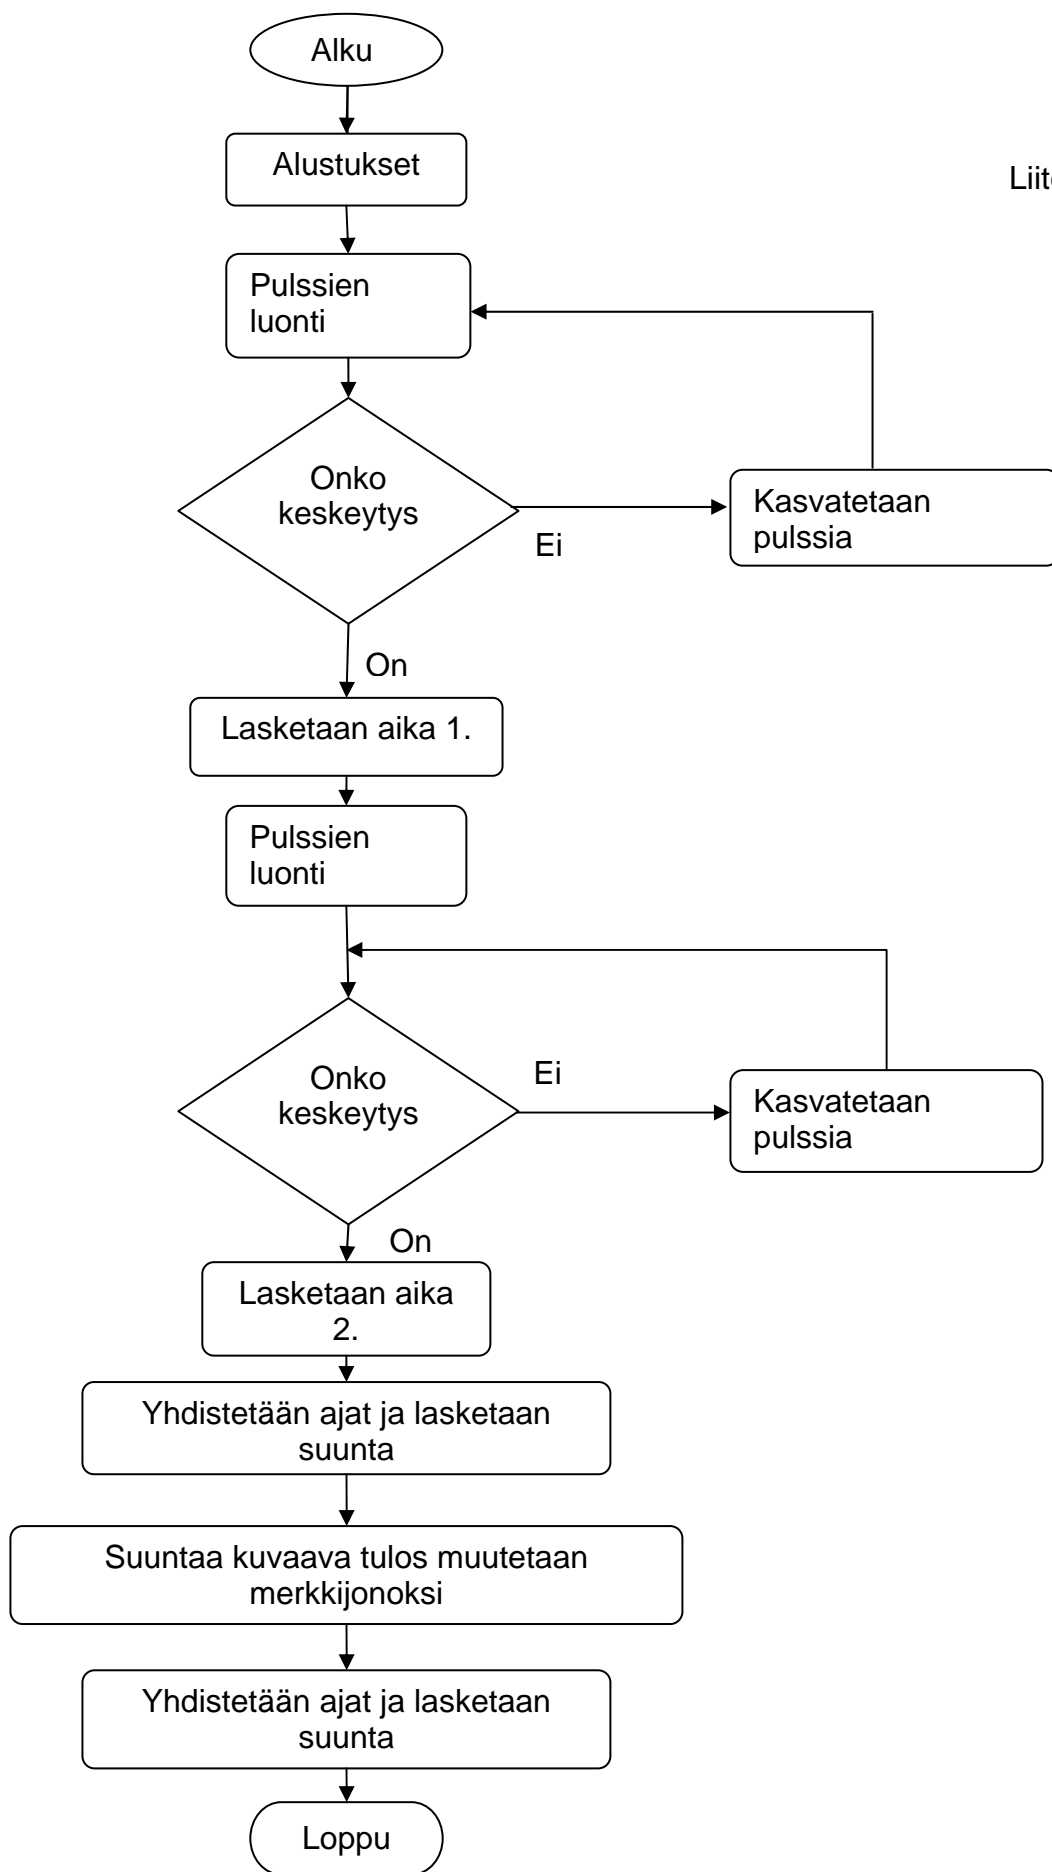 Alku
Alustukset
Pulssien
luonti
Onko
keskeytys
Ei
Kasvatetaan
pulssia
On
Lasketaan aika 1.
Pulssien
luonti
Onko
keskeytys
Ei
Kasvatetaan
pulssia
On
Lasketaan aika
2.
Yhdistetään ajat ja lasketaan
suunta
Suuntaa kuvaava tulos muutetaan
merkkijonoksi
Yhdistetään ajat ja lasketaan
suunta
Loppu